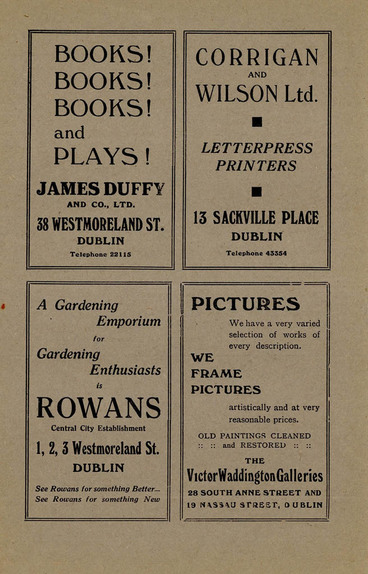 BOOKS!
BOOKS!
BOOKS!
and
PLAYS!
JAMES DUFFY
AND CO., LTD.
38 WESTMORELAND ST.
DUBLIN
Telephone 22115
CORRIGAN
AND
WILSON Ltd.
LETTERPRESS
PRINTERS
13 SACKVILLE PLACE
DUBLIN
Telephone 43354
A Gardening
Emporium
for
Gardening
Enthusiasts
is
ROWANS
Central City Establishment
1, 2, 3 Westmoreland St.
DUBLIN
See Rowans for something Better...
See Rowans for something New
PICTURES
We have a very varied
selection of works of
every description.
WE
FRAME
PICTURES
artistically and at very
reasonable prices.
OLD PAINTINGS CLEANED
:: :: and RESTORED :: ::
THE
Victor Waddington Galleries
28 SOUTH ANNE STREET AND
19 NASSAU STREET, DUBLIN